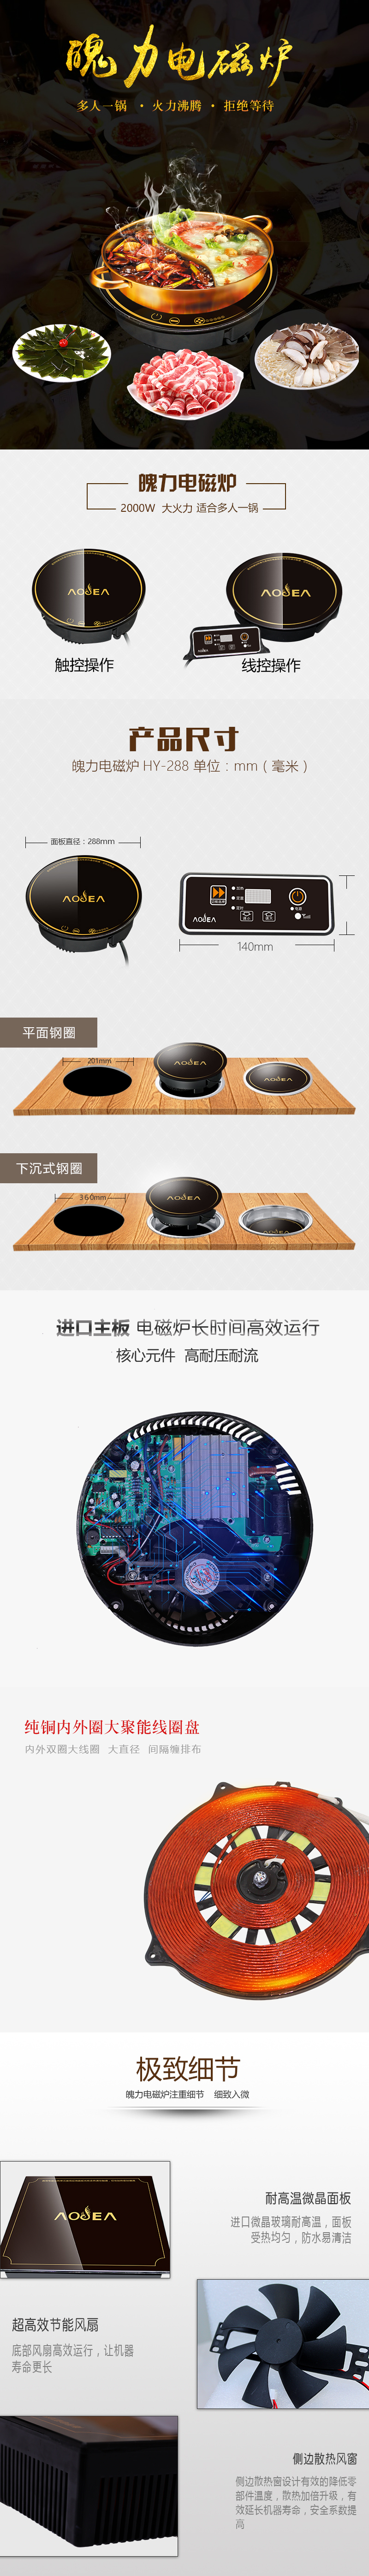 魄力电磁炉
多人一锅 · 火力沸腾 · 拒绝等待
魄力电磁炉
2000W 大火力 适合多人一锅
AODEA
AODEA
AODEA
触控操作
线控操作
产品尺寸
魄力电磁炉 HY-288 单位：mm（毫米）
面板直径：288mm
AODEA
AODEA
140mm
平面钢圈
201mm
AODEA
AODEA
下沉式钢圈
360mm
AODEA
进口主板 电磁炉长时间高效运行
核心元件 高耐压耐流
纯铜内外圈大聚能线圈盘
内外双圈大线圈 大直径 间隔缠排布
极致细节
魄力电磁炉注重细节 细致入微
AODEA
耐高温微晶面板
进口微晶玻璃耐高温，面板
受热均匀，防水易清洁
超高效节能风扇
底部风扇高效运行，让机器
寿命更长
侧边散热风窗
侧边散热窗设计有效的降低零
部件温度，散热加倍升级，有
效延长机器寿命，安全系数提
高